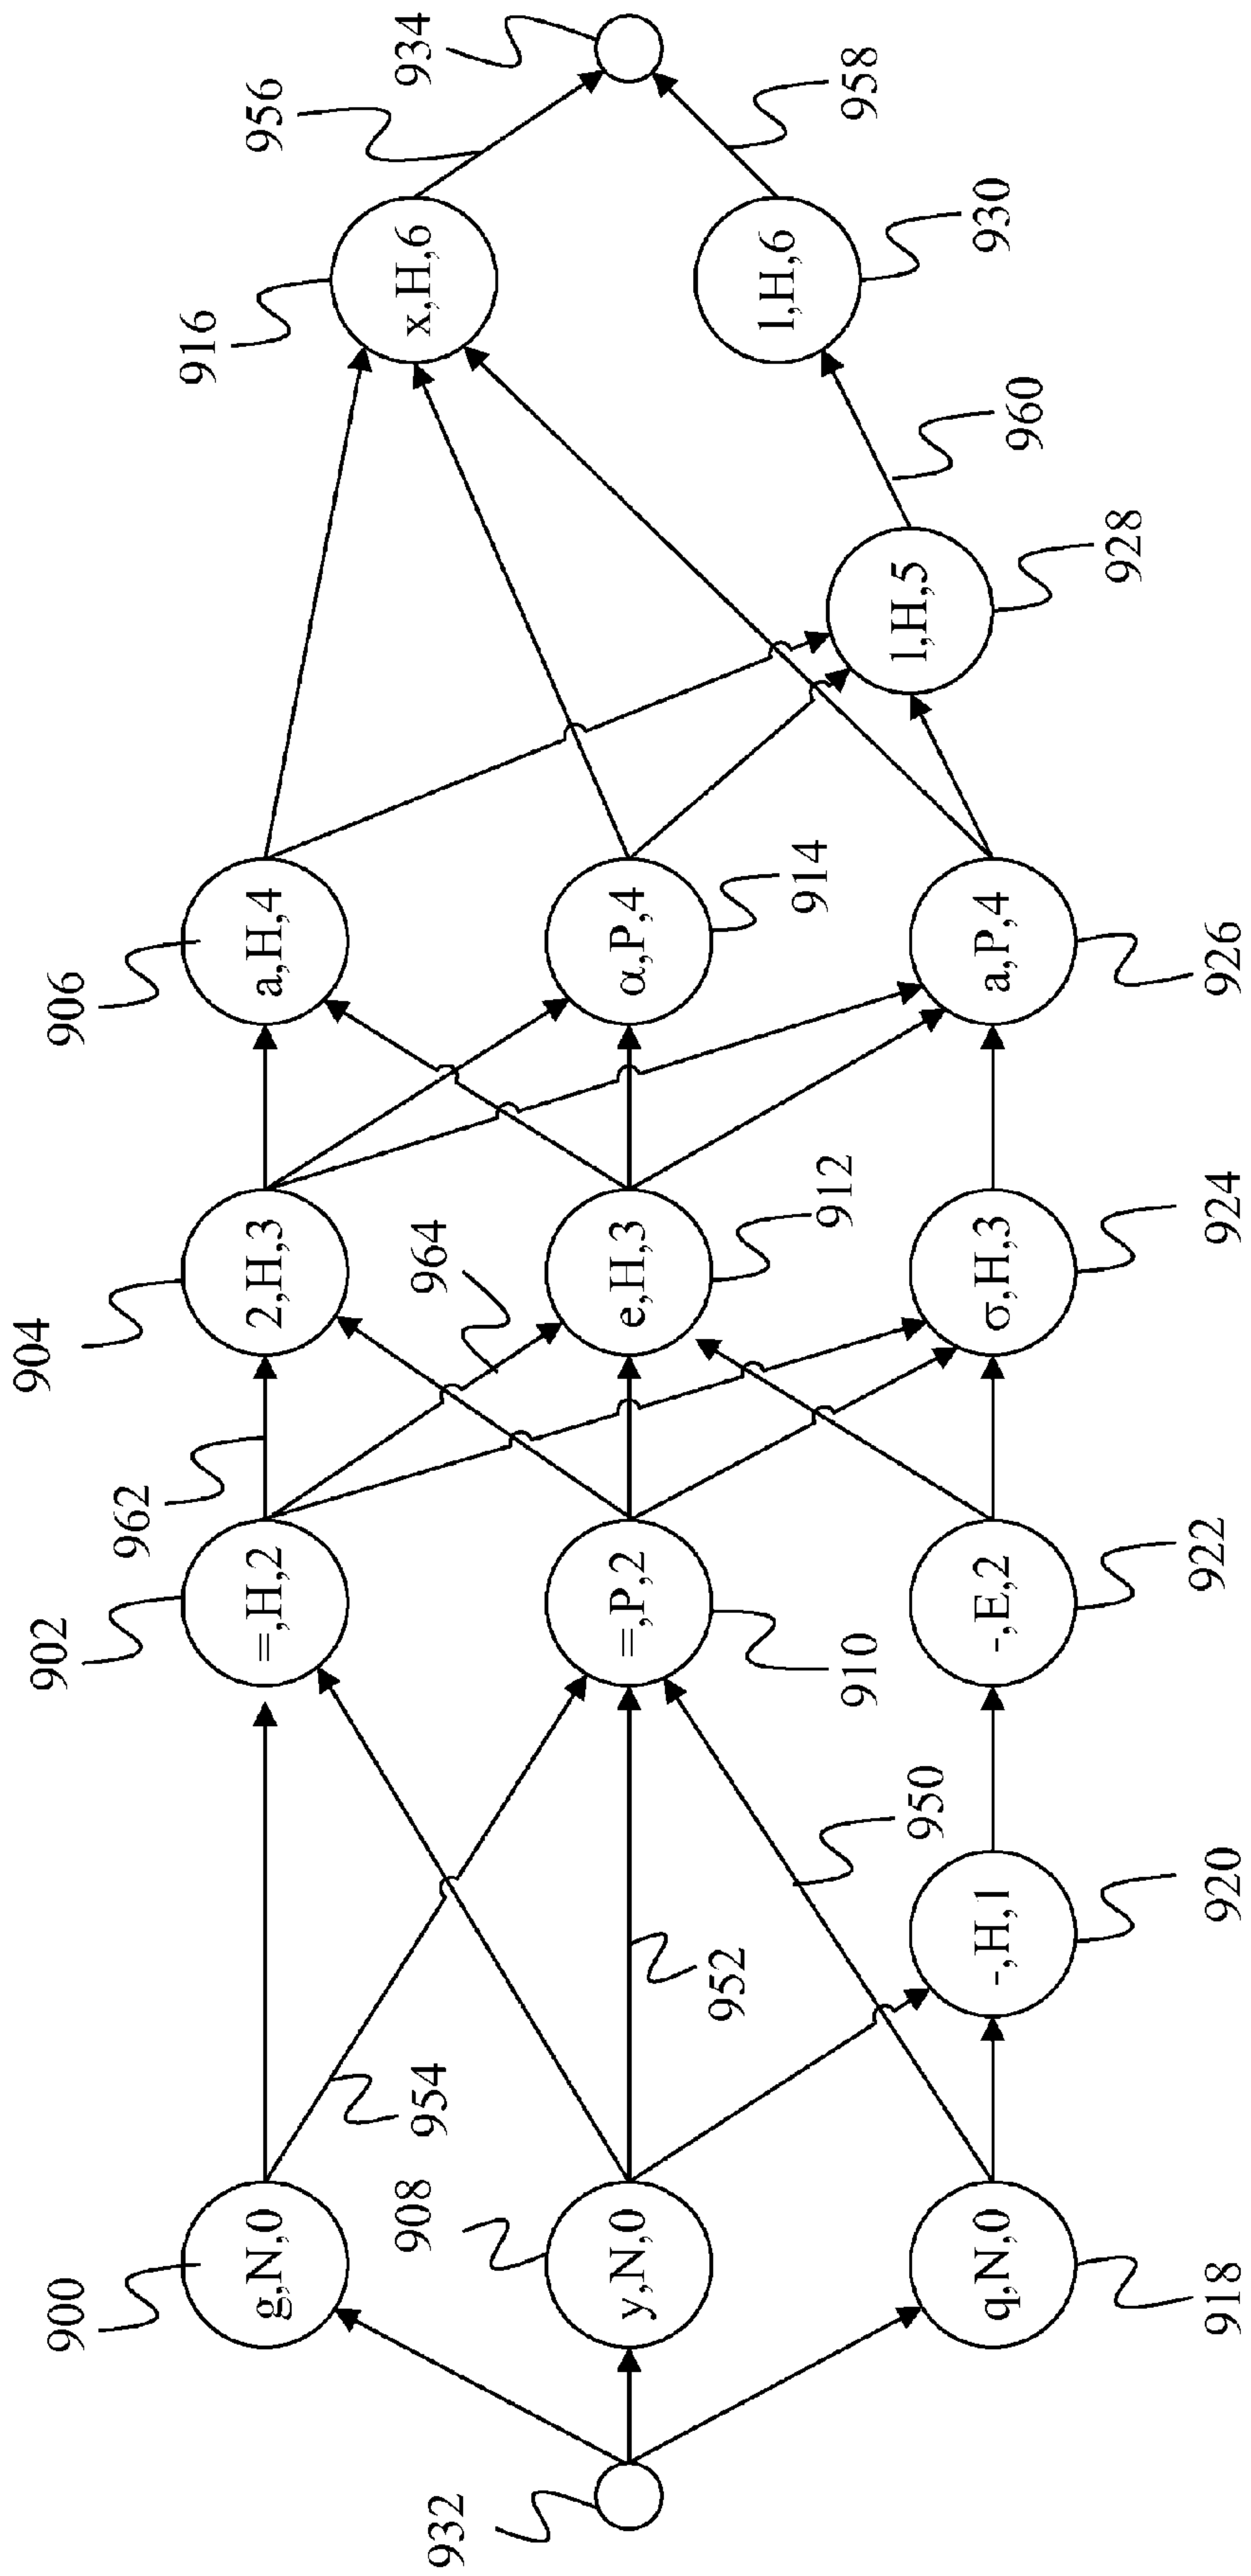 900
902
904
906
962
916
g,N,0
=,H,2
2,H,3
a,H,4
956
908
954
964
x,H,6
934
932
y,N,0
=,P,2
e,H,3
α,P,4
952
l,H,6
910
912
914
958
950
l,H,5
q,N,0
-,H,1
-,E,2
σ,H,3
a,P,4
930
960
928
918
920
922
924
926